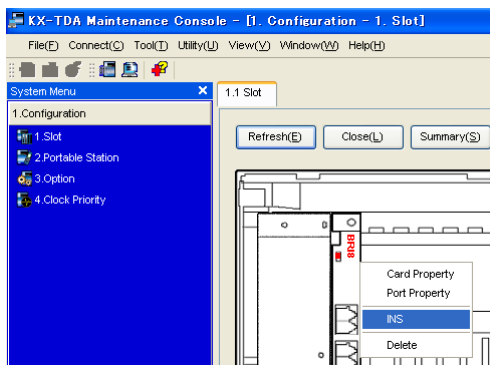 KX-TDA Maintenance Console - [1. Configuration - 1. Slot]
File(F) Connect(C) Tool(T) Utility(U) View(V) Window(W) Help(H)
System Menu
1.1 Slot
1.Configuration
1.Slot
2.Portable Station
3.Option
4.Clock Priority
Refresh(E) Close(L) Summary(S)
BRI8
Card Property
Port Property
INS
Delete